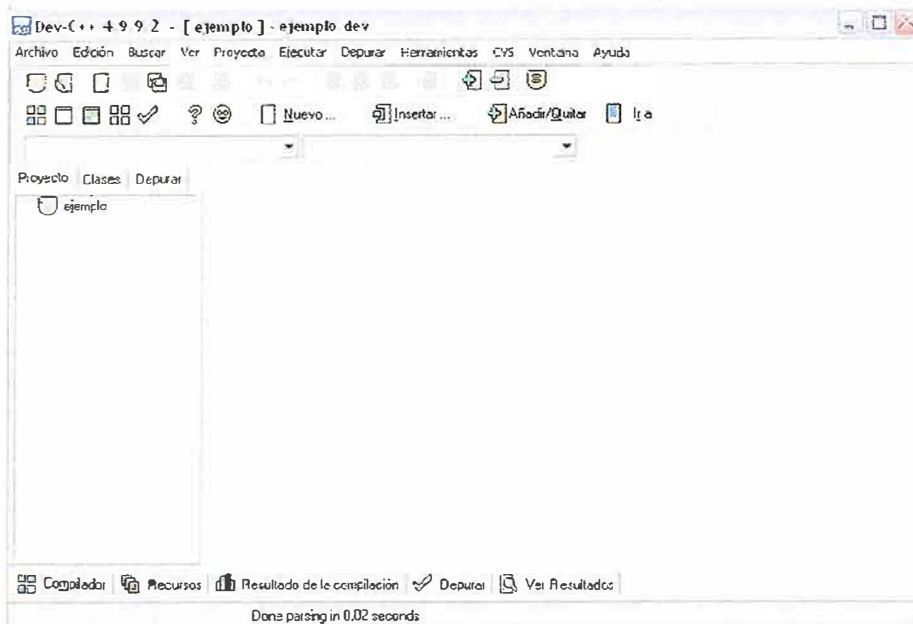 Dev-C++ 4.9.9.2 - [ ejemplo ] - ejemplo.dev
Archivo Edición Buscar Ver Proyecto Ejecutar Depurar Herramientas CVS Ventana Ayuda
Nuevo... Insertar... Añadir/Quitar Ir a
Proyecto Clases Depurar
ejemplo
Compilador Recursos Resultado de la compilación Depurar Ver Resultados
Done parsing in 0.02 seconds